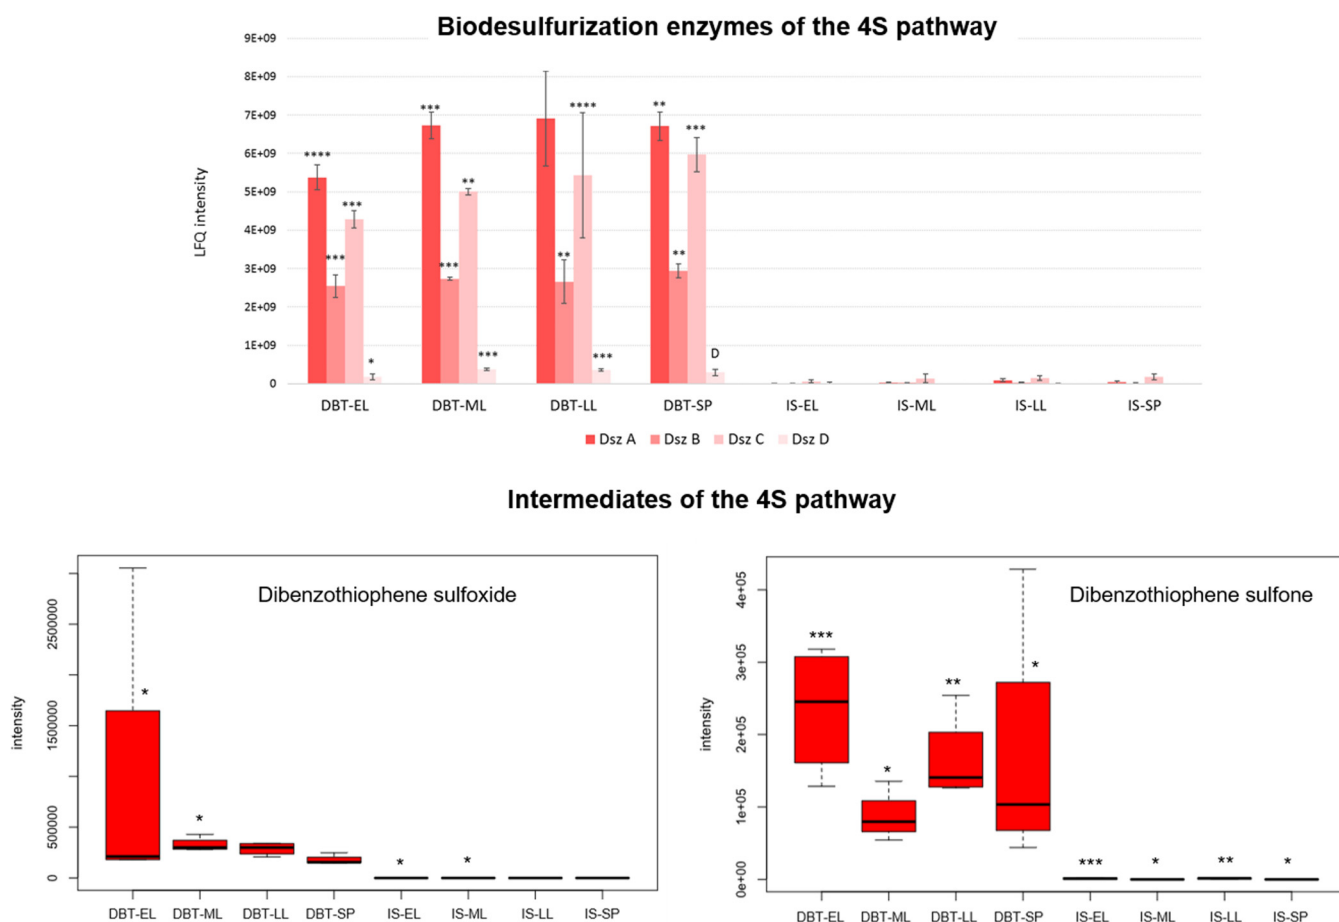 Biodesulfurization enzymes of the 4S pathway
9E+09
8E+09
7E+09
6E+09
5E+09
4E+09
3E+09
2E+09
1E+09
0
LFQ intensity
****
***
***
*
***
***
**
***
**
****
***
**
**
***
D
DBT-EL DBT-ML DBT-LL DBT-SP IS-EL IS-ML IS-LL IS-SP
Dsz A Dsz B Dsz C Dsz D
Intermediates of the 4S pathway
Dibenzothiophene sulfoxide
intensity
2500000
1500000
500000
0
* * * *
DBT-EL DBT-ML DBT-LL DBT-SP IS-EL IS-ML IS-LL IS-SP
Dibenzothiophene sulfone
intensity
4e+05
3e+05
2e+05
1e+05
0e+00
*** * ** * *** * ** *
DBT-EL DBT-ML DBT-LL DBT-SP IS-EL IS-ML IS-LL IS-SP